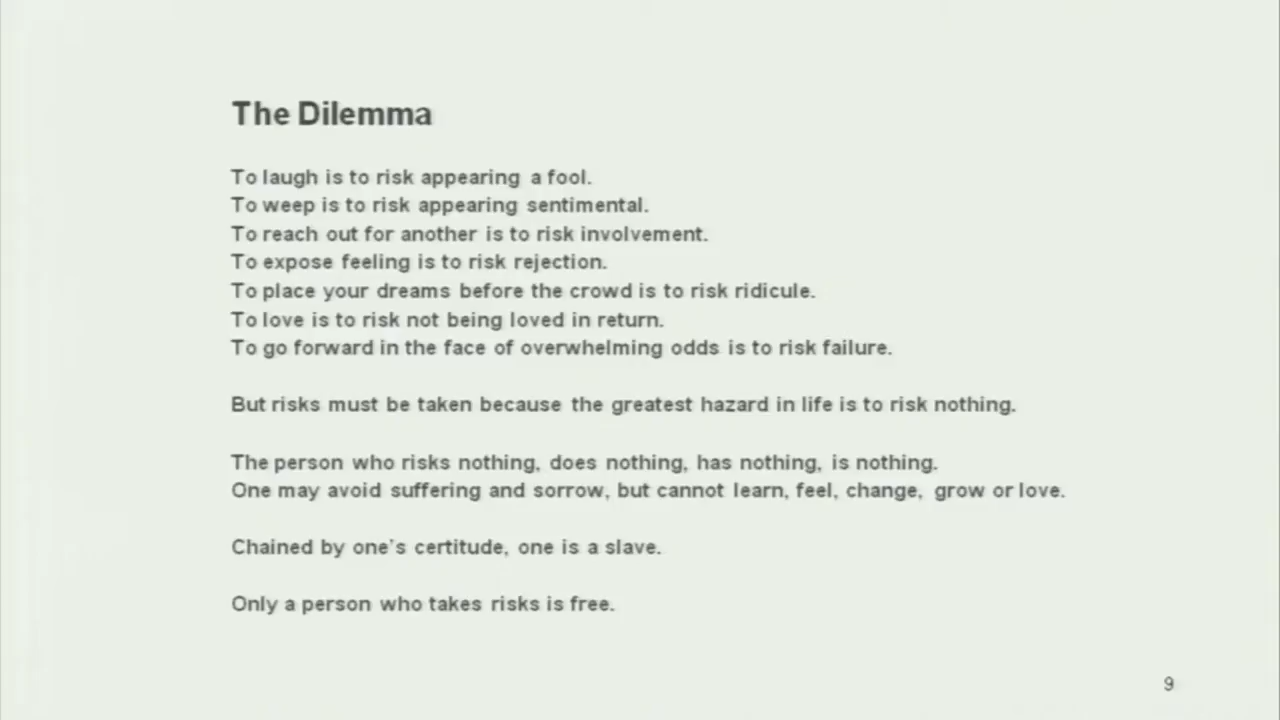 The Dilemma
To laugh is to risk appearing a fool.
To weep is to risk appearing sentimental.
To reach out for another is to risk involvement.
To expose feeling is to risk rejection.
To place your dreams before the crowd is to risk ridicule.
To love is to risk not being loved in return.
To go forward in the face of overwhelming odds is to risk failure.
But risks must be taken because the greatest hazard in life is to risk nothing.
The person who risks nothing, does nothing, has nothing, is nothing.
One may avoid suffering and sorrow, but cannot learn, feel, change, grow or love.
Chained by one's certitude, one is a slave.
Only a person who takes risks is free.
9